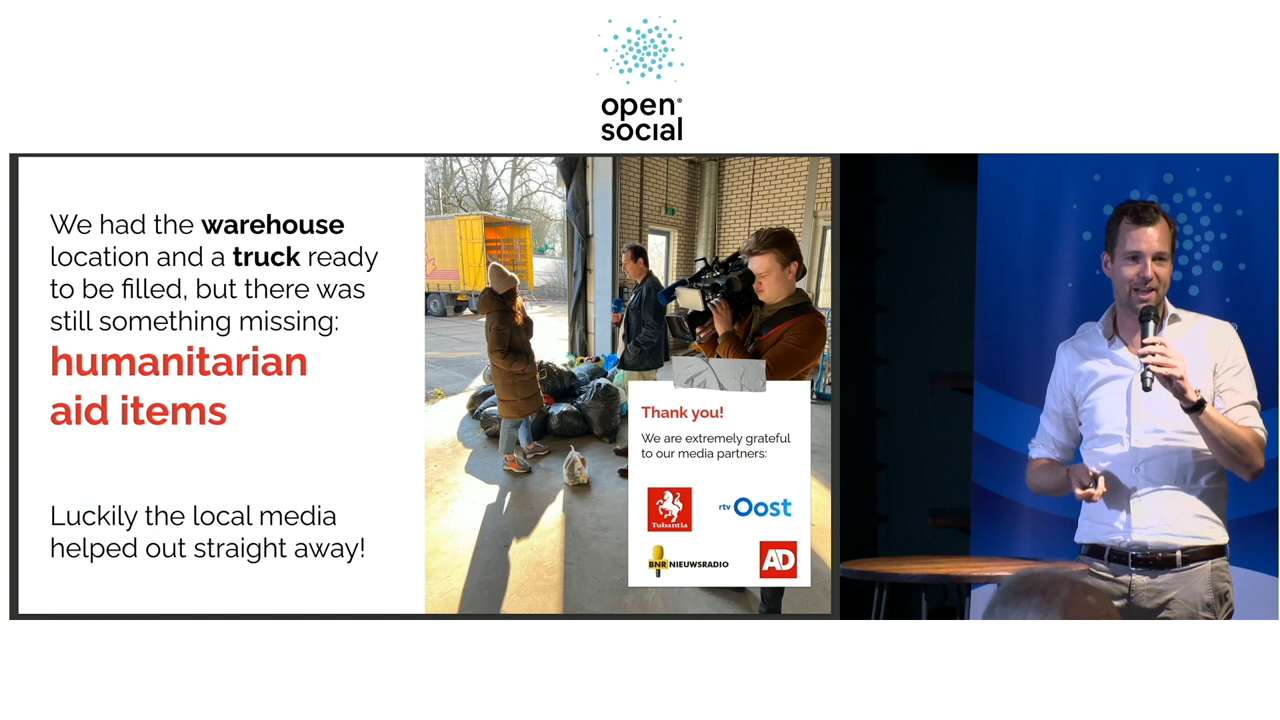 open
social
We had the warehouse
location and a truck ready
to be filled, but there was
still something missing:
humanitarian
aid items
Luckily the local media
helped out straight away!
Thank you!
We are extremely grateful
to our media partners:
Tubantia
rtv Oost
BNR NIEUWSRADIO
AD